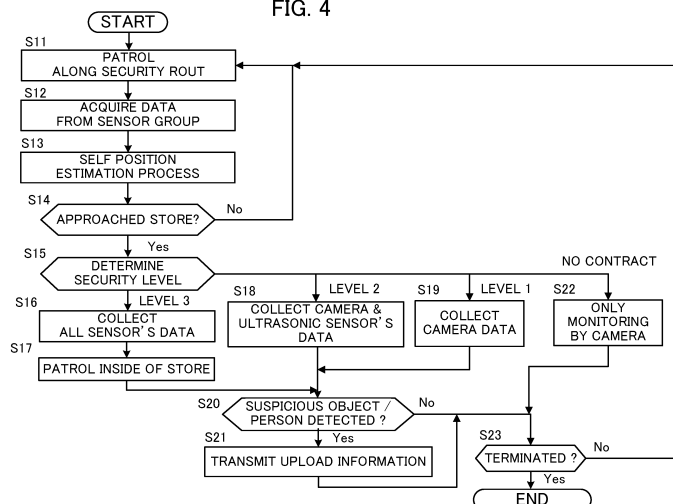 FIG. 4
START
S11
PATROL
ALONG SECURITY ROUT
S12
ACQUIRE DATA
FROM SENSOR GROUP
S13
SELF POSITION
ESTIMATION PROCESS
S14
APPROACHED STORE?
No
Yes
S15
DETERMINE
SECURITY LEVEL
NO CONTRACT
S16
LEVEL 3
COLLECT
ALL SENSOR'S DATA
S17
PATROL INSIDE OF STORE
S18
LEVEL 2
COLLECT CAMERA &
ULTRASONIC SENSOR'S
DATA
S19
LEVEL 1
COLLECT
CAMERA DATA
S22
ONLY
MONITORING
BY CAMERA
S20
SUSPICIOUS OBJECT /
PERSON DETECTED ?
No
Yes
S21
TRANSMIT UPLOAD INFORMATION
S23
TERMINATED ?
No
Yes
END